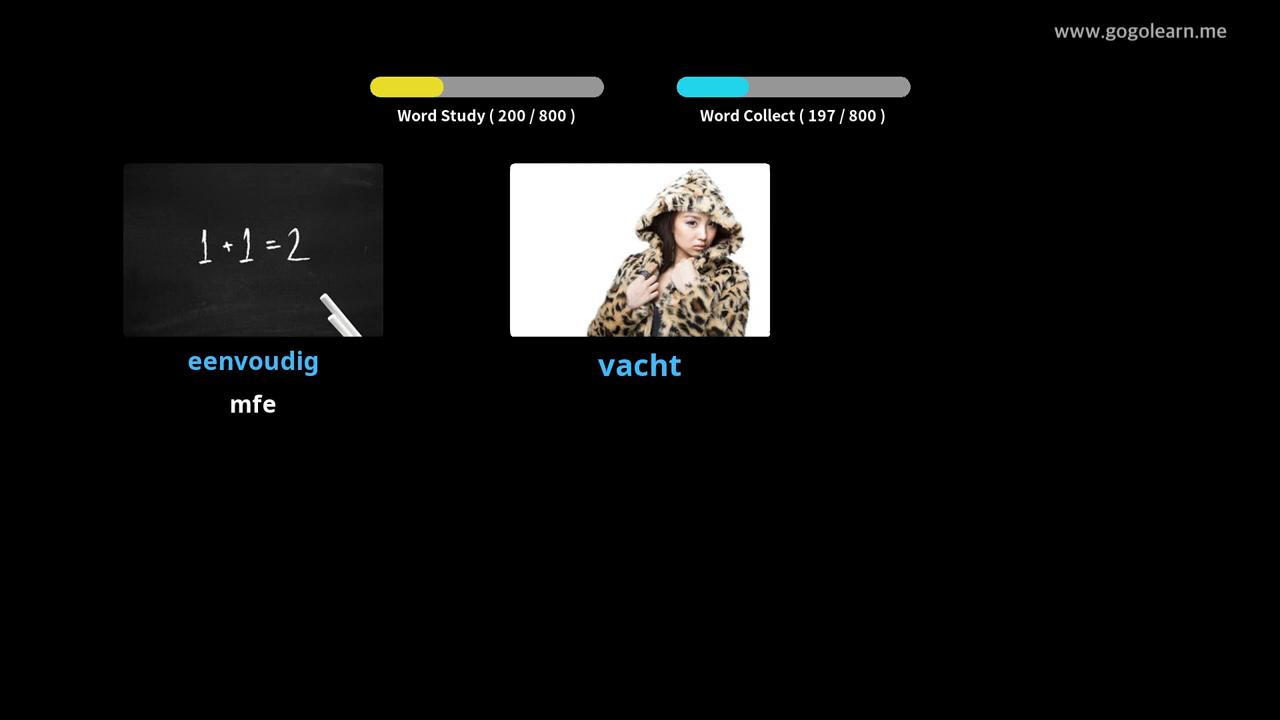 www.gogolearn.me
Word Study ( 200 / 800 )
Word Collect ( 197 / 800 )
1 + 1 = 2
eenvoudig
mfe
vacht